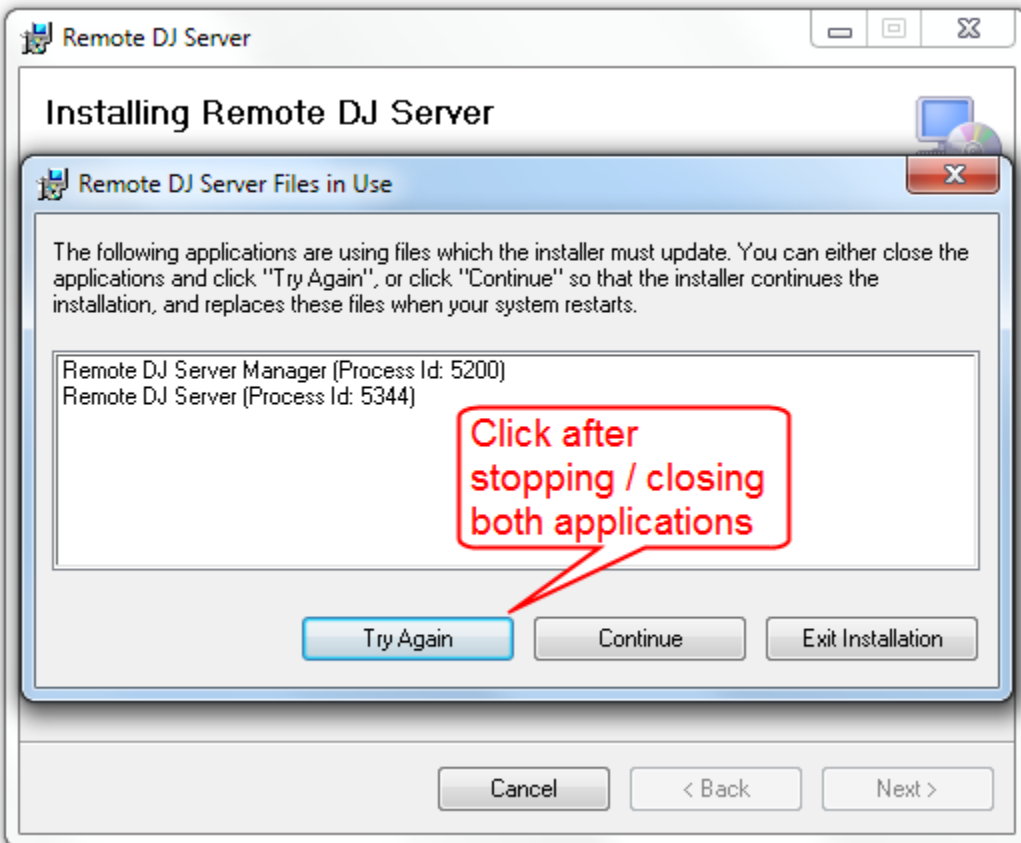 Remote DJ Server
Installing Remote DJ Server
Remote DJ Server Files in Use
The following applications are using files which the installer must update. You can either close the
applications and click "Try Again", or click "Continue" so that the installer continues the
installation, and replaces these files when your system restarts.
Remote DJ Server Manager (Process Id: 5200)
Remote DJ Server (Process Id: 5344)
Click after
stopping / closing
both applications
Try Again
Continue
Exit Installation
Cancel
< Back
Next >